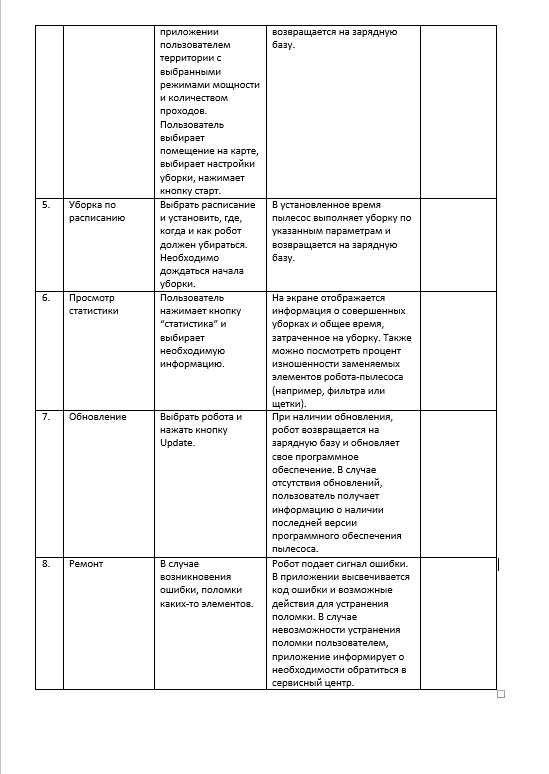 приложении
пользователем
территории с
выбранными
режимами мощности
и количеством
проходов.
Пользователь
выбирает
помещение на карте,
выбирает настройки
уборки, нажимает
кнопку старт.
возвращается на зарядную
базу.
5.
Уборка по
расписанию
Выбрать расписание
и установить, где,
когда и как робот
должен убираться.
Необходимо
дождаться начала
уборки.
В установленное время
пылесос выполняет уборку по
указанным параметрам и
возвращается на зарядную
базу.
6.
Просмотр
статистики
Пользователь
нажимает кнопку
“статистика” и
выбирает
необходимую
информацию.
На экране отображается
информация о совершенных
уборках и общее время,
затраченное на уборку. Также
можно посмотреть процент
изношенности заменяемых
элементов робота-пылесоса
(например, фильтра или
щетки).
7.
Обновление
Выбрать робота и
нажать кнопку
Update.
При наличии обновления,
робот возвращается на
зарядную базу и обновляет
свое программное
обеспечение. В случае
отсутствия обновлений,
пользователь получает
информацию о наличии
последней версии
программного обеспечения
пылесоса.
8.
Ремонт
В случае
возникновения
ошибки, поломки
каких-то элементов.
Робот подает сигнал ошибки.
В приложении высвечивается
код ошибки и возможные
действия для устранения
поломки. В случае
невозможности устранения
поломки пользователем,
приложение информирует о
необходимости обратиться в
сервисный центр.